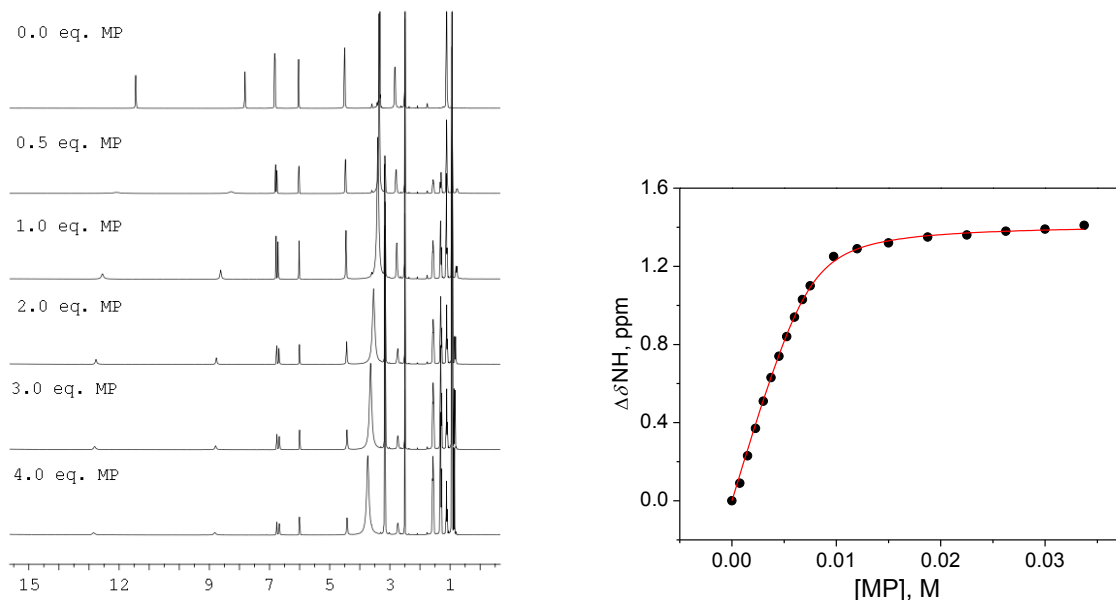 0.0 eq. MP
0.5 eq. MP
1.0 eq. MP
2.0 eq. MP
3.0 eq. MP
4.0 eq. MP
15 12 9 7 5 3 1
1.6
1.2
0.8
0.4
0.0
ΔδNH, ppm
0.00 0.01 0.02 0.03
[MP], M